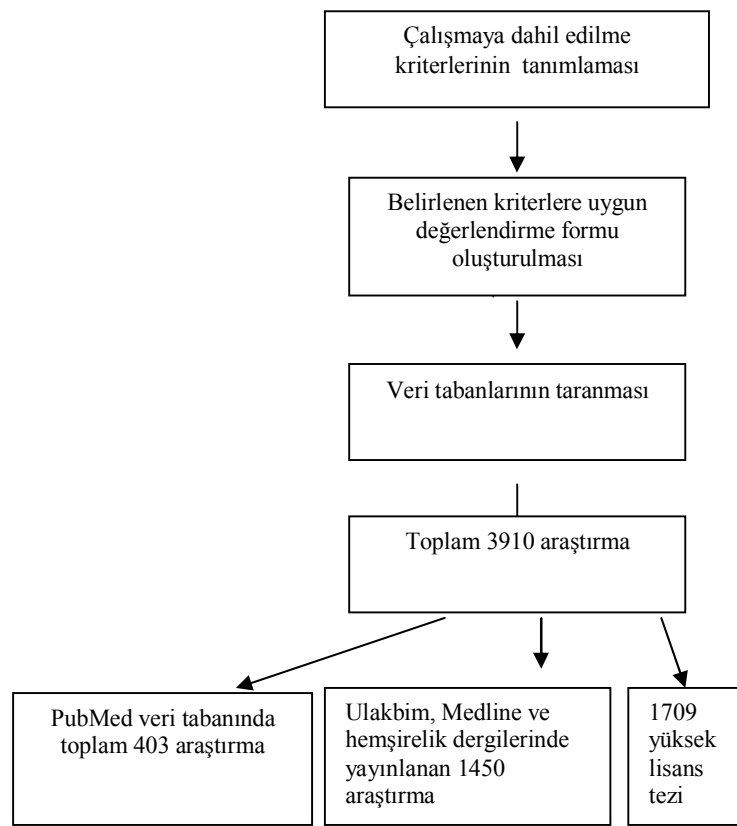 Çalışmaya dahil edilme
kriterlerinin tanımlaması
Belirlenen kriterlere uygun
değerlendirme formu
oluşturulması
Veri tabanlarının taranması
Toplam 3910 araştırma
PubMed veri tabanında
toplam 403 araştırma
Ulakbim, Medline ve
hemşirelik dergilerinde
yayınlanan 1450
araştırma
1709
yüksek
lisans
tezi